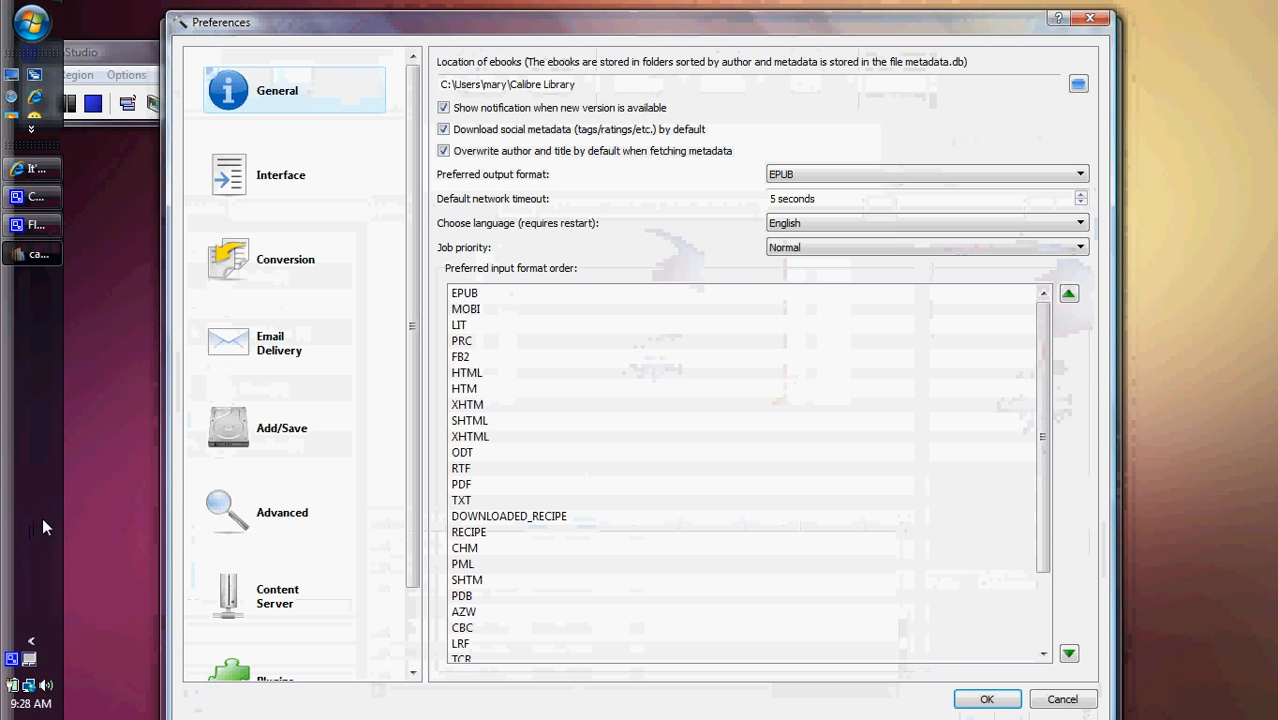 Preferences
Studio
Region Options
It'...
C...
Fl...
ca...
9:28 AM
General
Interface
Conversion
Email
Delivery
Add/Save
Advanced
Content
Server
Location of ebooks (The ebooks are stored in folders sorted by author and metadata is stored in the file metadata.db)
C:\Users\mary\Calibre Library
Show notification when new version is available
Download social metadata (tags/ratings/etc.) by default
Overwrite author and title by default when fetching metadata
Preferred output format: EPUB
Default network timeout: 5 seconds
Choose language (requires restart): English
Job priority: Normal
Preferred input format order:
EPUB
MOBI
LIT
PRC
FB2
HTML
HTM
XHTM
SHTML
XHTML
ODT
RTF
PDF
TXT
DOWNLOADED_RECIPE
RECIPE
CHM
PML
SHTM
PDB
AZW
CBC
LRF
TCR
OK Cancel